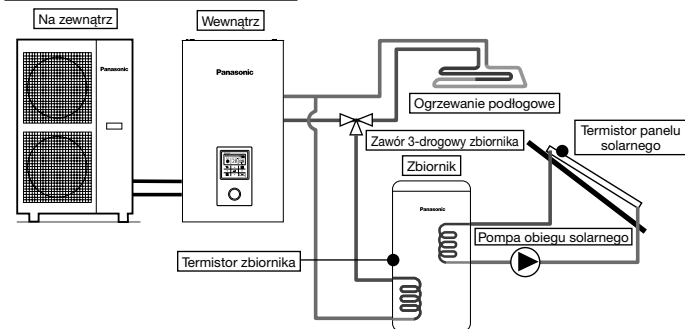 Na zewnątrz
Wewnątrz
Panasonic
Panasonic
Ogrzewanie podłogowe
Zawór 3-drogowy zbiornika
Termistor panelu
solarnego
Zbiornik
Panasonic
Pompa obiegu solarnego
Termistor zbiornika